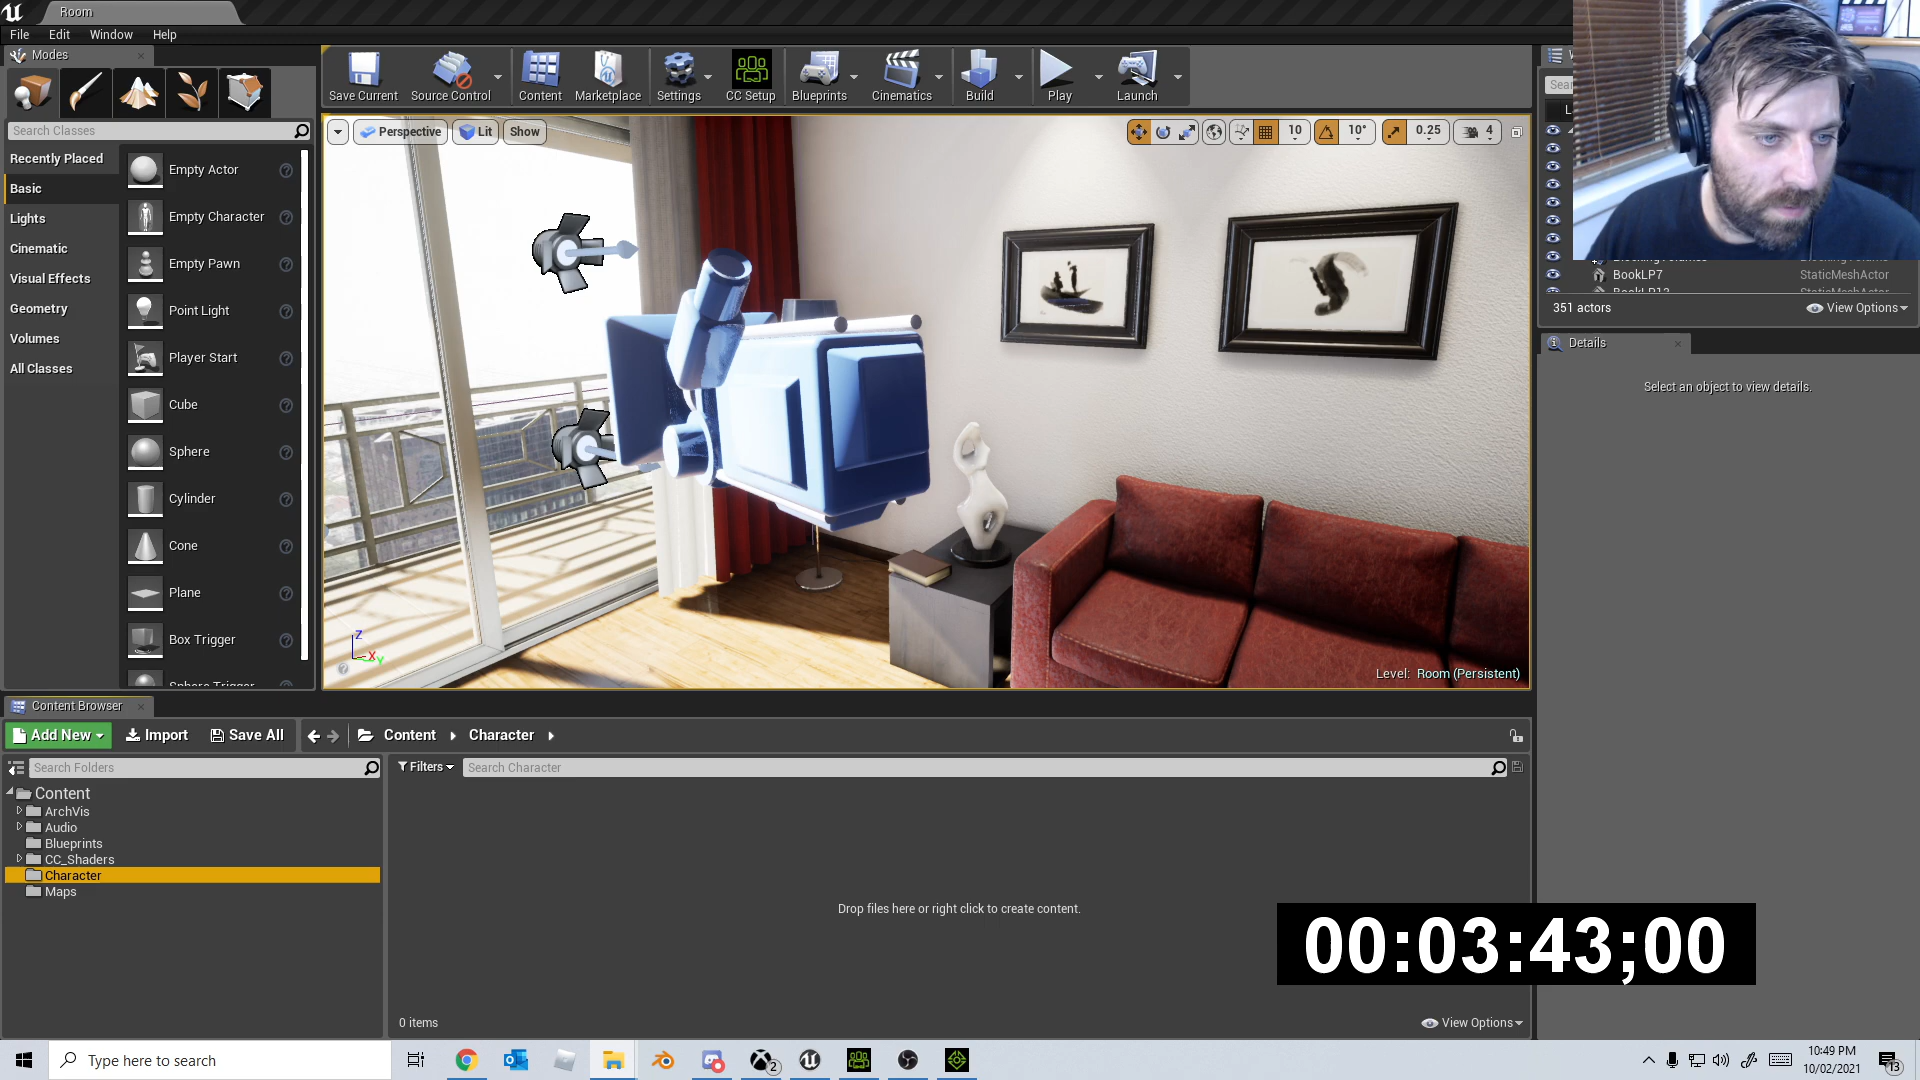 Room
File Edit Window Help
Modes
Save Current
Source Control
Content
Marketplace
Settings
CC Setup
Blueprints
Cinematics
Build
Play
Launch
Search Classes
Perspective
Lit
Show
10
10°
0.25
4
Recently Placed
Basic
Lights
Cinematic
Visual Effects
Geometry
Volumes
All Classes
Empty Actor
Empty Character
Empty Pawn
Point Light
Player Start
Cube
Sphere
Cylinder
Cone
Plane
Box Trigger
Sphere Trigger
Z
X
Y
Level: Room (Persistent)
BookLP7 StaticMeshActor
BookLP13 StaticMeshActor
351 actors
View Options
Details
Select an object to view details.
Content Browser
Add New
Import
Save All
Content
Character
Search Folders
Filters
Search Character
Content
ArchVis
Audio
Blueprints
CC_Shaders
Character
Maps
Drop files here or right click to create content.
00:03:43;00
0 items
View Options
Type here to search
2
10:49 PM
10/02/2021
13